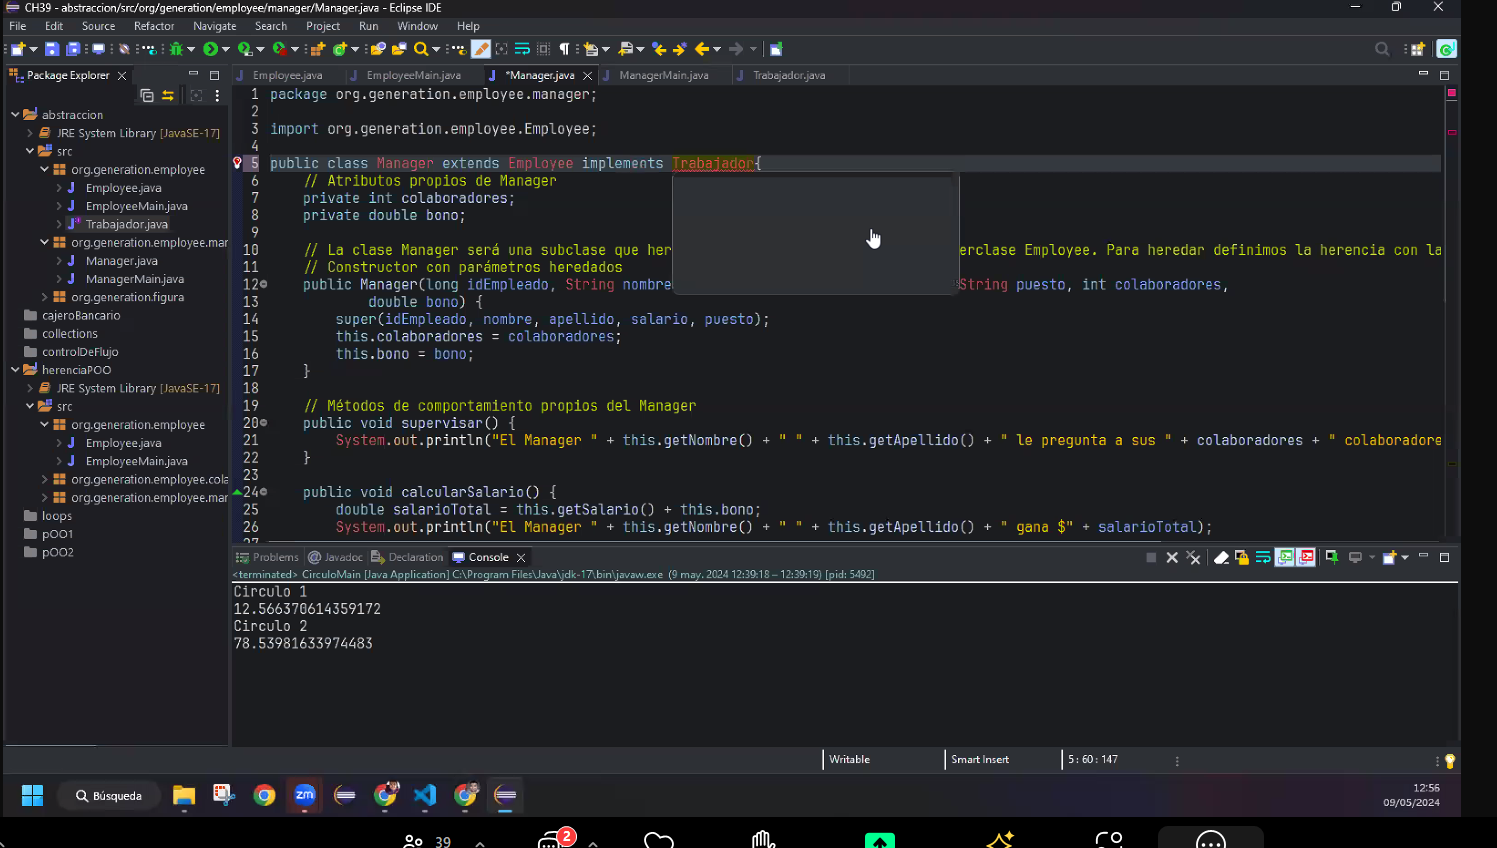 CH39 - abstraccion/src/org/generation/employee/manager/Manager.java - Eclipse IDE
File Edit Source Refactor Navigate Search Project Run Window Help
Package Explorer
Employee.java
EmployeeMain.java
*Manager.java
ManagerMain.java
Trabajador.java
abstraccion
JRE System Library [JavaSE-17]
src
org.generation.employee
Employee.java
EmployeeMain.java
Trabajador.java
org.generation.employee.mar
Manager.java
ManagerMain.java
org.generation.figura
cajeroBancario
collections
controlDeFlujo
herenciaPOO
JRE System Library [JavaSE-17]
src
org.generation.employee
Employee.java
EmployeeMain.java
org.generation.employee.cola
org.generation.employee.mar
loops
pOO1
pOO2
1 package org.generation.employee.manager;
2
3 import org.generation.employee.Employee;
4
5 public class Manager extends Employee implements Trabajador{
6 // Atributos propios de Manager
7 private int colaboradores;
8 private double bono;
9
10 // La clase Manager será una subclase que her erclase Employee. Para heredar definimos la herencia con la
11 // Constructor con parámetros heredados
12 public Manager(long idEmpleado, String nombre String puesto, int colaboradores,
13 double bono) {
14 super(idEmpleado, nombre, apellido, salario, puesto);
15 this.colaboradores = colaboradores;
16 this.bono = bono;
17 }
18
19 // Métodos de comportamiento propios del Manager
20 public void supervisar() {
21 System.out.println("El Manager " + this.getNombre() + " " + this.getApellido() + " le pregunta a sus " + colaboradores + " colaboradore
22 }
23
24 public void calcularSalario() {
25 double salarioTotal = this.getSalario() + this.bono;
26 System.out.println("El Manager " + this.getNombre() + " " + this.getApellido() + " gana $" + salarioTotal);
Problems @ Javadoc Declaration Console
<terminated> CirculoMain [Java Application] C:\Program Files\Java\jdk-17\bin\javaw.exe (9 may. 2024 12:39:18 – 12:39:19) [pid: 5492]
Circulo 1
12.566370614359172
Circulo 2
78.53981633974483
Writable Smart Insert 5 : 60 : 147
Búsqueda
zm
12:56
09/05/2024
39
2